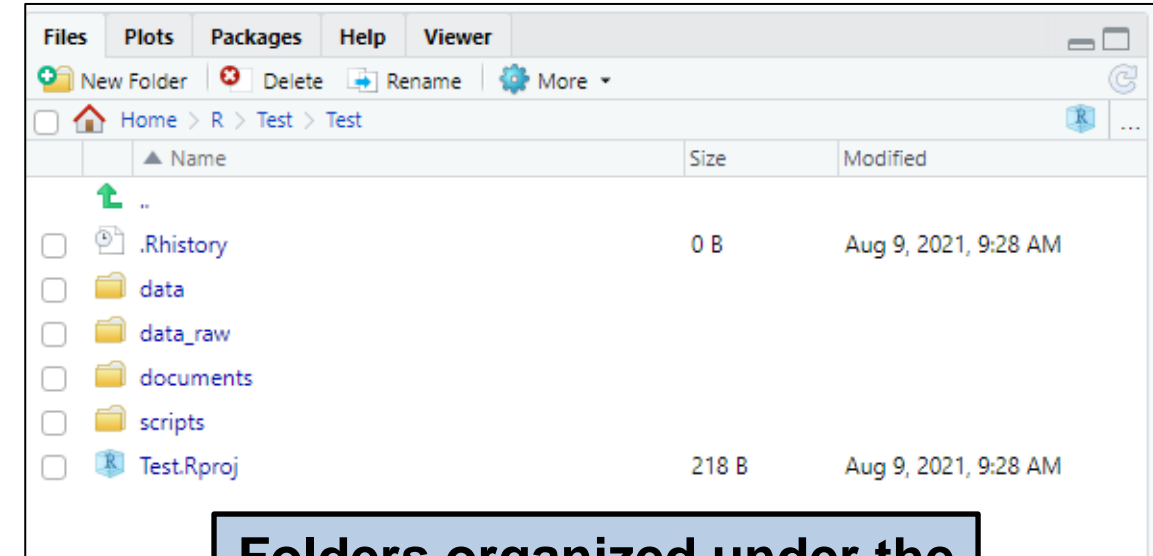 Files Plots Packages Help Viewer
New Folder Delete Rename More
Home > R > Test > Test R ...
Name Size Modified
..
.Rhistory 0 B Aug 9, 2021, 9:28 AM
data
data_raw
documents
scripts
R Test.Rproj 218 B Aug 9, 2021, 9:28 AM
Folders organized under the